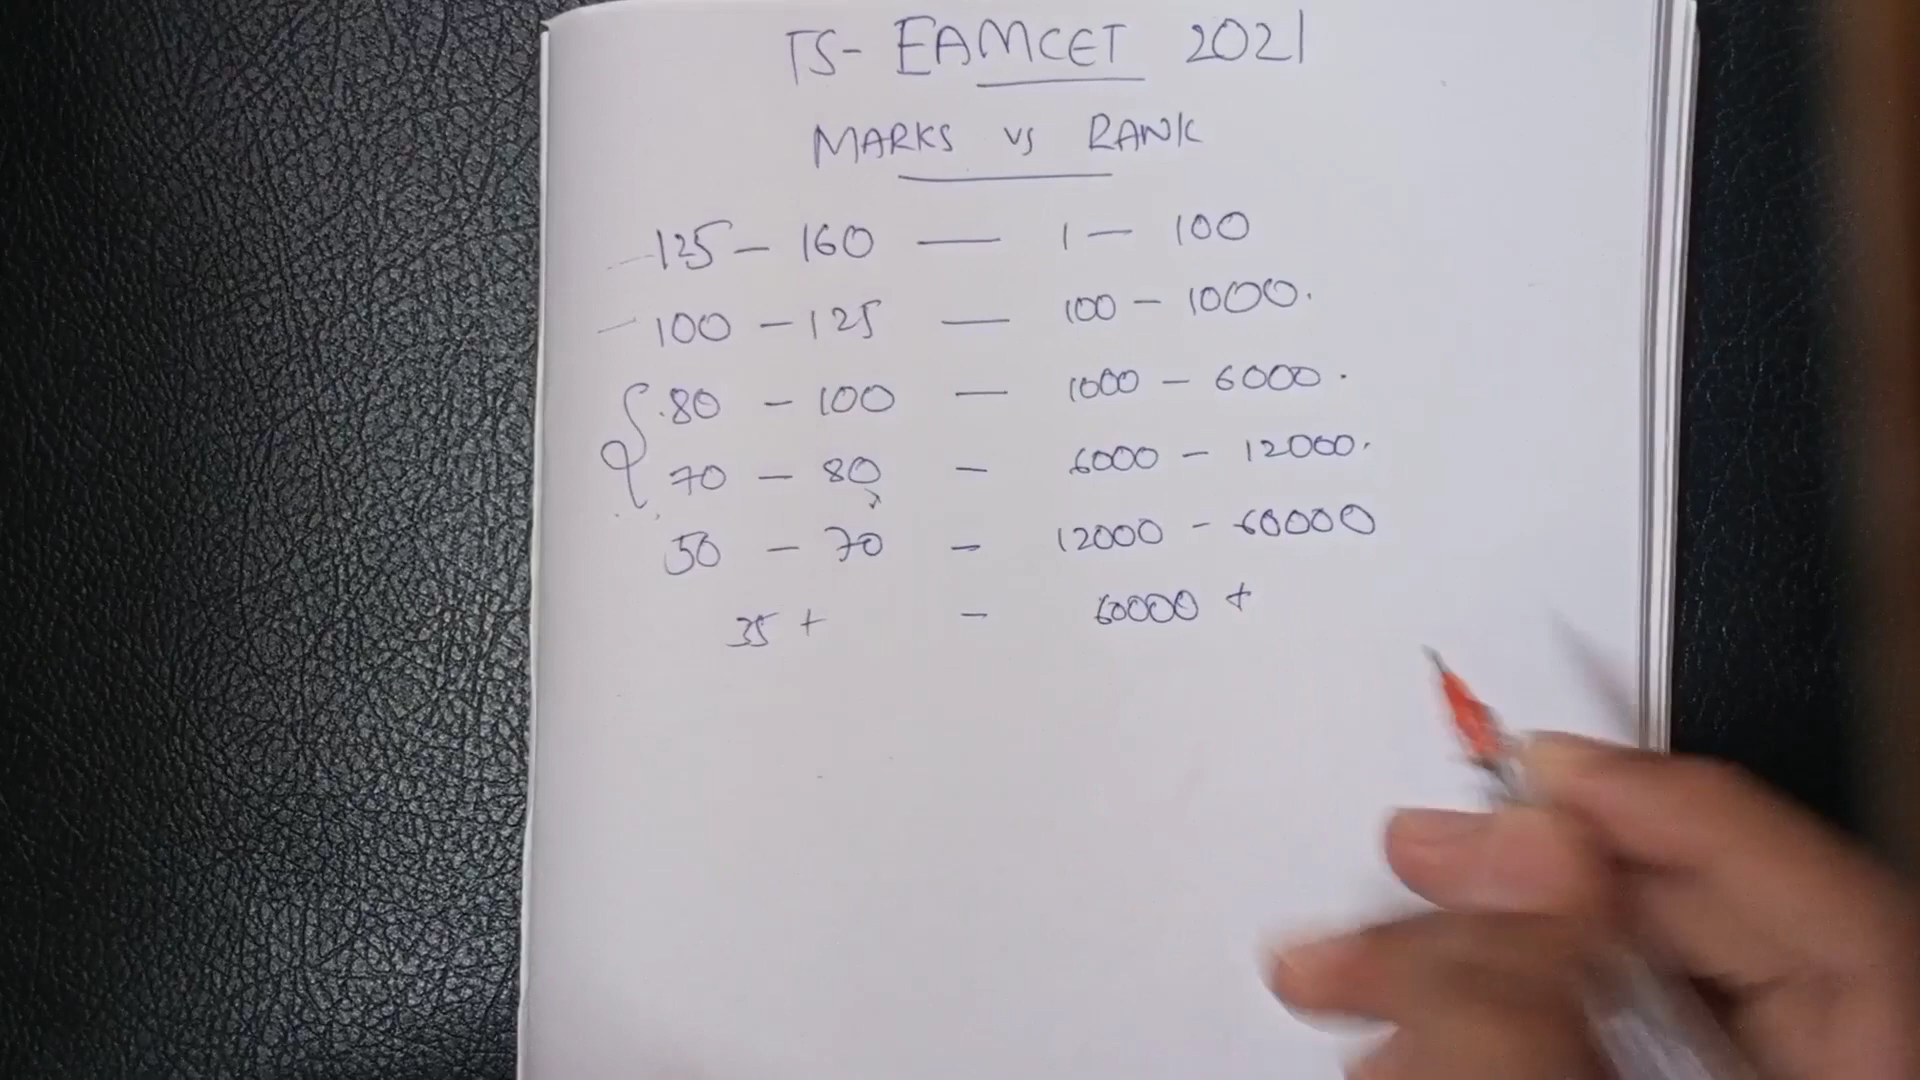 TS- EAMCET 2021
MARKS vs RANK
125 - 160 — 1 — 100
100 - 125 — 100 - 1000.
80 - 100 — 1000 - 6000.
70 - 80 - 6000 - 12000.
50 - 70 - 12000 - 60000
35 + - 60000 +